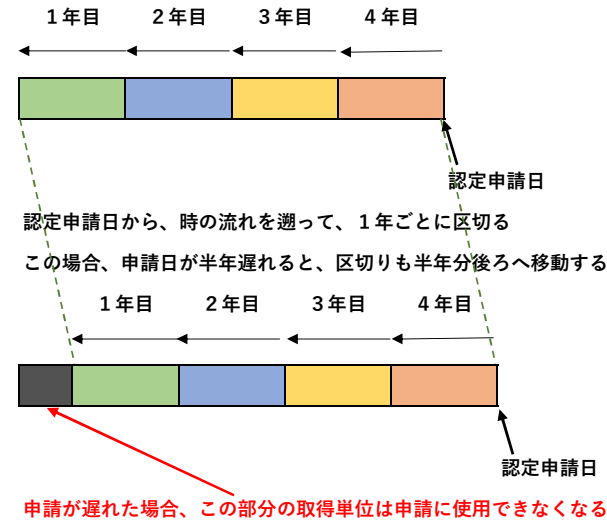 １年目 ２年目 ３年目 ４年目
認定申請日
認定申請日から、時の流れを遡って、１年ごとに区切る
この場合、申請日が半年遅れると、区切りも半年分後ろへ移動する
１年目 ２年目 ３年目 ４年目
認定申請日
申請が遅れた場合、この部分の取得単位は申請に使用できなくなる